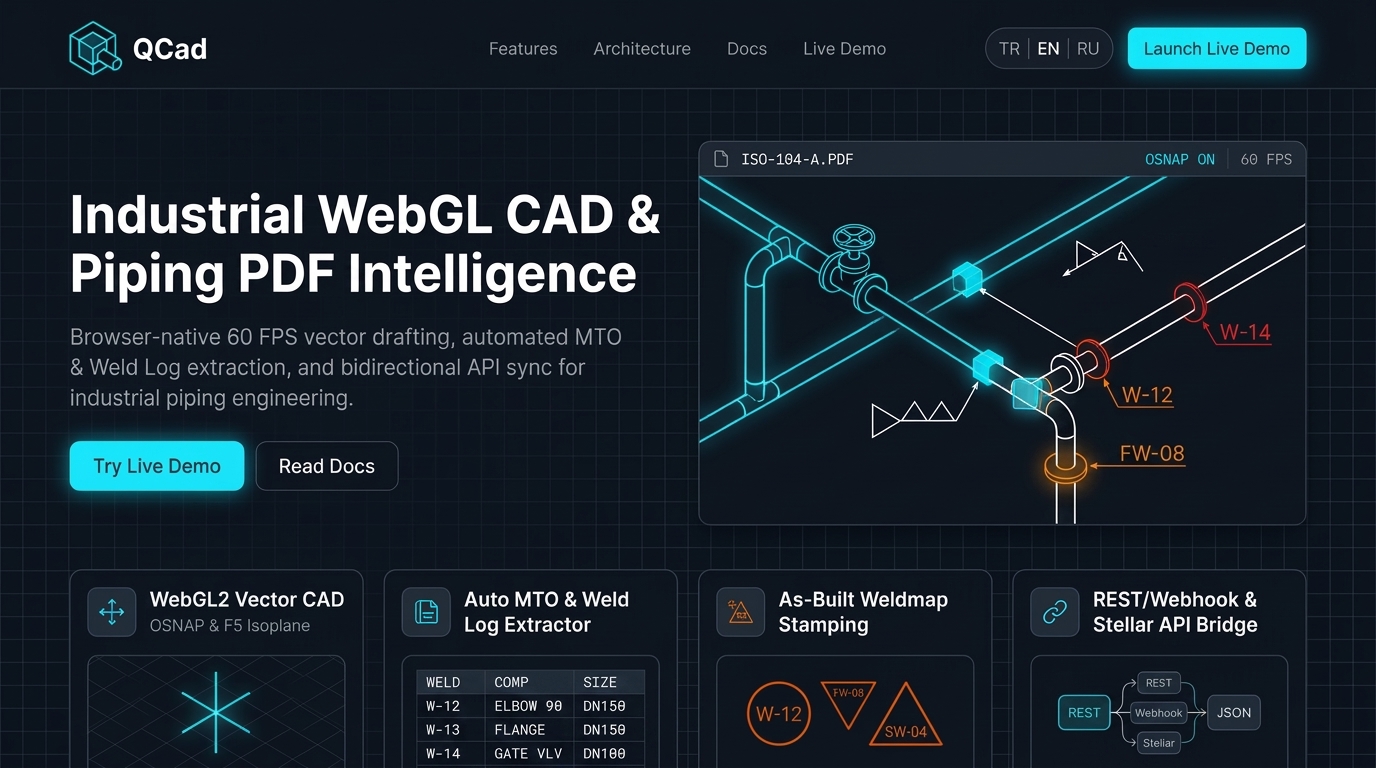 QCad
Features
Architecture
Docs
Live Demo
TR | EN | RU
Launch Live Demo
Industrial WebGL CAD &
Piping PDF Intelligence
Browser-native 60 FPS vector drafting, automated MTO
& Weld Log extraction, and bidirectional API sync for
industrial piping engineering.
Try Live Demo
Read Docs
ISO-104-A.PDF
OSNAP ON
60 FPS
W-14
W-12
FW-08
WebGL2 Vector CAD
OSNAP & F5 Isoplane
Auto MTO & Weld
Log Extractor
WELD COMP SIZE
W-12 ELBOW 90 DN150
W-13 FLANGE DN150
W-14 GATE VLV DN100
As-Built Weldmap
Stamping
W-12
FW-08
SW-04
REST/Webhook &
Stellar API Bridge
REST
REST
Webhook
Steliar
JSON